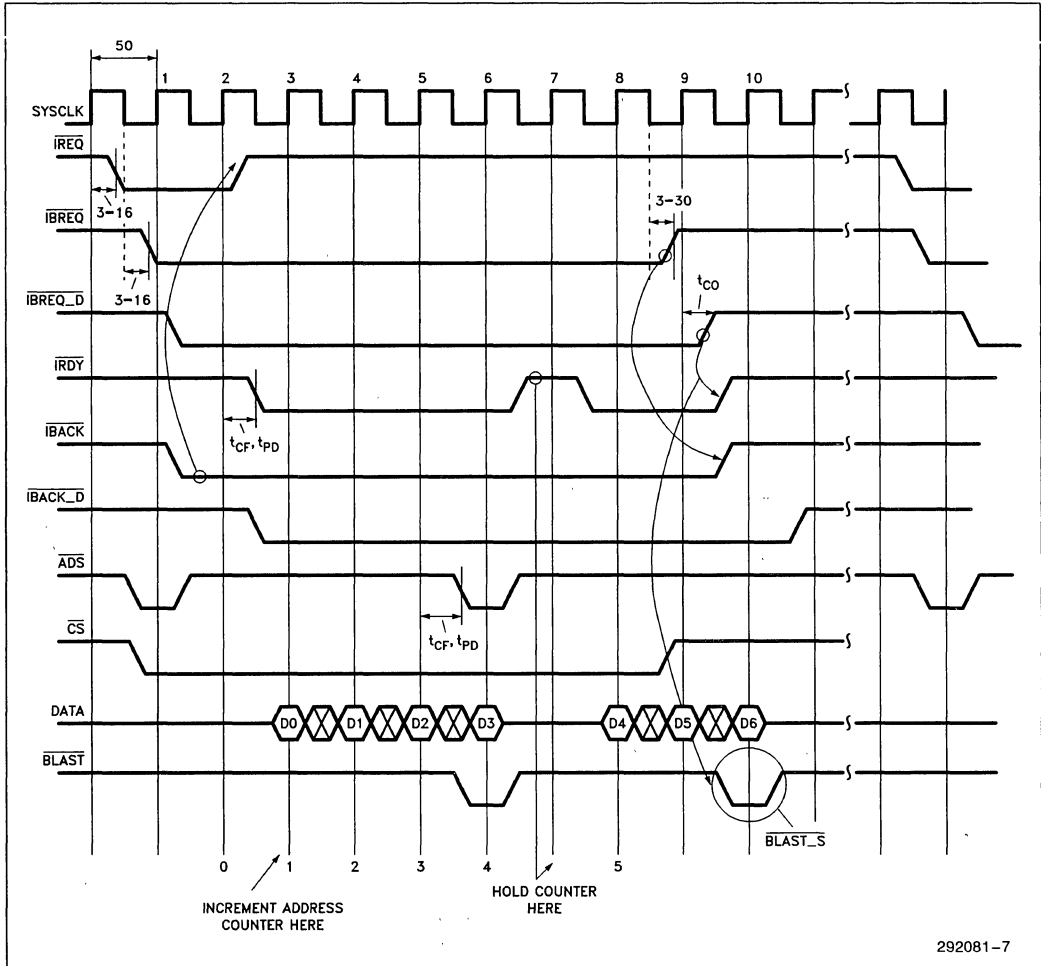 50
1 2 3 4 5 6 7 8 9 10
SYSCLK
IREQ
3-16
3-30
IBREQ
3-16
tCO
IBREQ_D
IRDY
tCF, tPD
IBACK
IBACK_D
ADS
tCF, tPD
CS
DATA D0 D1 D2 D3 D4 D5 D6
BLAST
BLAST_S
0 1 2 3 4 5
INCREMENT ADDRESS
COUNTER HERE
HOLD COUNTER
HERE
292081-7